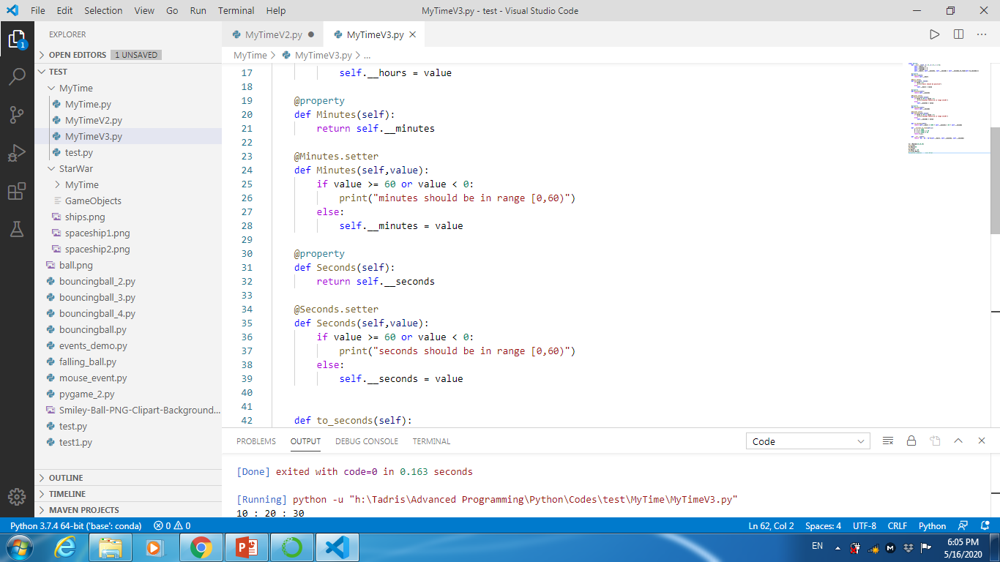 File Edit Selection View Go Run Terminal Help MyTimeV3.py - test - Visual Studio Code
EXPLORER
OPEN EDITORS 1 UNSAVED
TEST
MyTime
MyTime.py
MyTimeV2.py
MyTimeV3.py
test.py
StarWar
MyTime
GameObjects
ships.png
spaceship1.png
spaceship2.png
ball.png
bouncingball_2.py
bouncingball_3.py
bouncingball_4.py
bouncingball.py
events_demo.py
falling_ball.py
mouse_event.py
pygame_2.py
Smiley-Ball-PNG-Clipart-Background...
test.py
test1.py
OUTLINE
TIMELINE
MAVEN PROJECTS
1
MyTimeV2.py MyTimeV3.py
MyTime > MyTimeV3.py > ...
17 self.__hours = value
18
19 @property
20 def Minutes(self):
21 return self.__minutes
22
23 @Minutes.setter
24 def Minutes(self,value):
25 if value >= 60 or value < 0:
26 print("minutes should be in range [0,60)")
27 else:
28 self.__minutes = value
29
30 @property
31 def Seconds(self):
32 return self.__seconds
33
34 @Seconds.setter
35 def Seconds(self,value):
36 if value >= 60 or value < 0:
37 print("seconds should be in range [0,60)")
38 else:
39 self.__seconds = value
40
41
42 def to_seconds(self):
PROBLEMS OUTPUT DEBUG CONSOLE TERMINAL Code
[Done] exited with code=0 in 0.163 seconds
[Running] python -u "h:\Tadris\Advanced Programming\Python\Codes\test\MyTime\MyTimeV3.py"
10 : 20 : 30
Python 3.7.4 64-bit ('base': conda) 0 0 Ln 62, Col 2 Spaces: 4 UTF-8 CRLF Python
EN 6:05 PM
5/16/2020